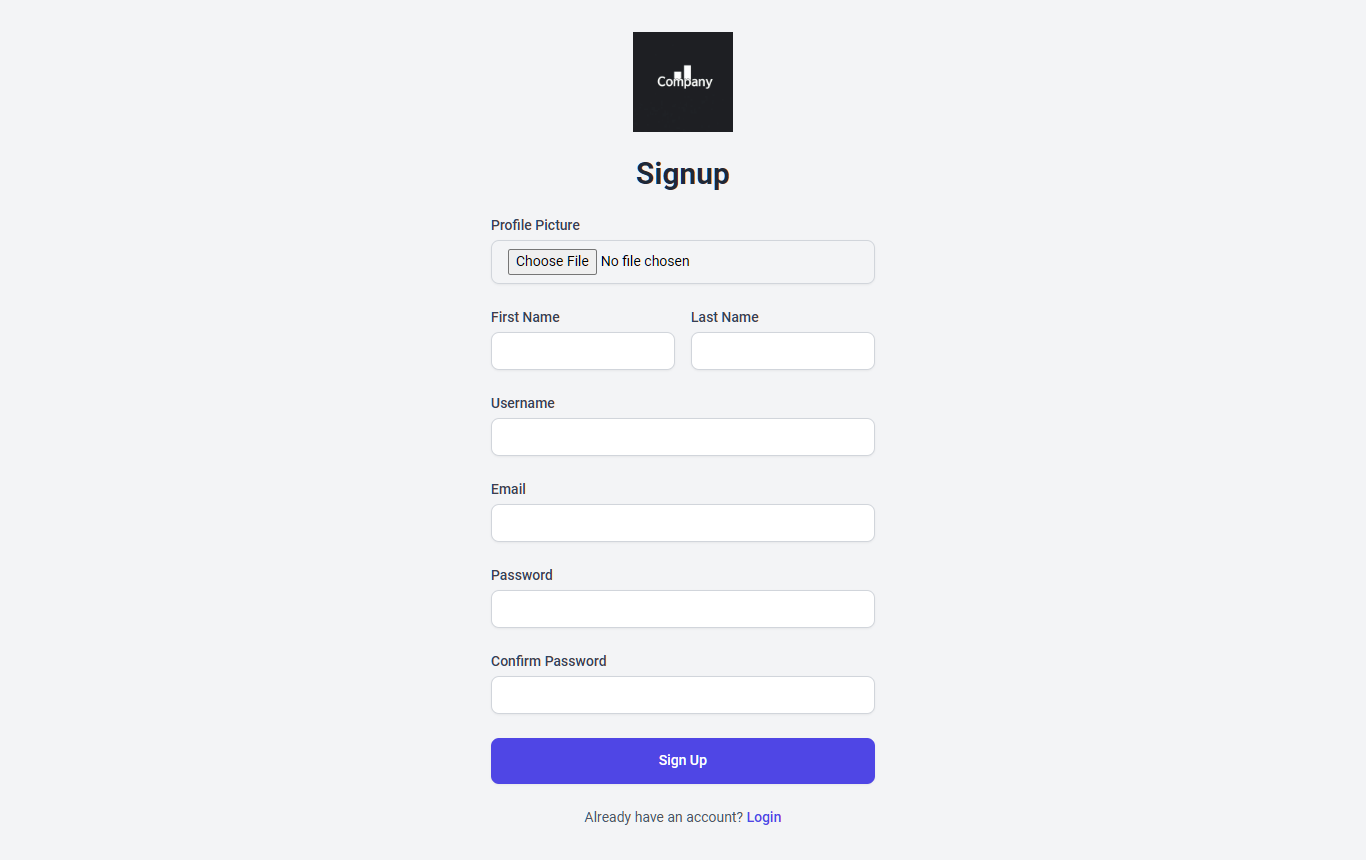 Company
Signup
Profile Picture
Choose File No file chosen
First Name Last Name
Username
Email
Password
Confirm Password
Sign Up
Already have an account? Login